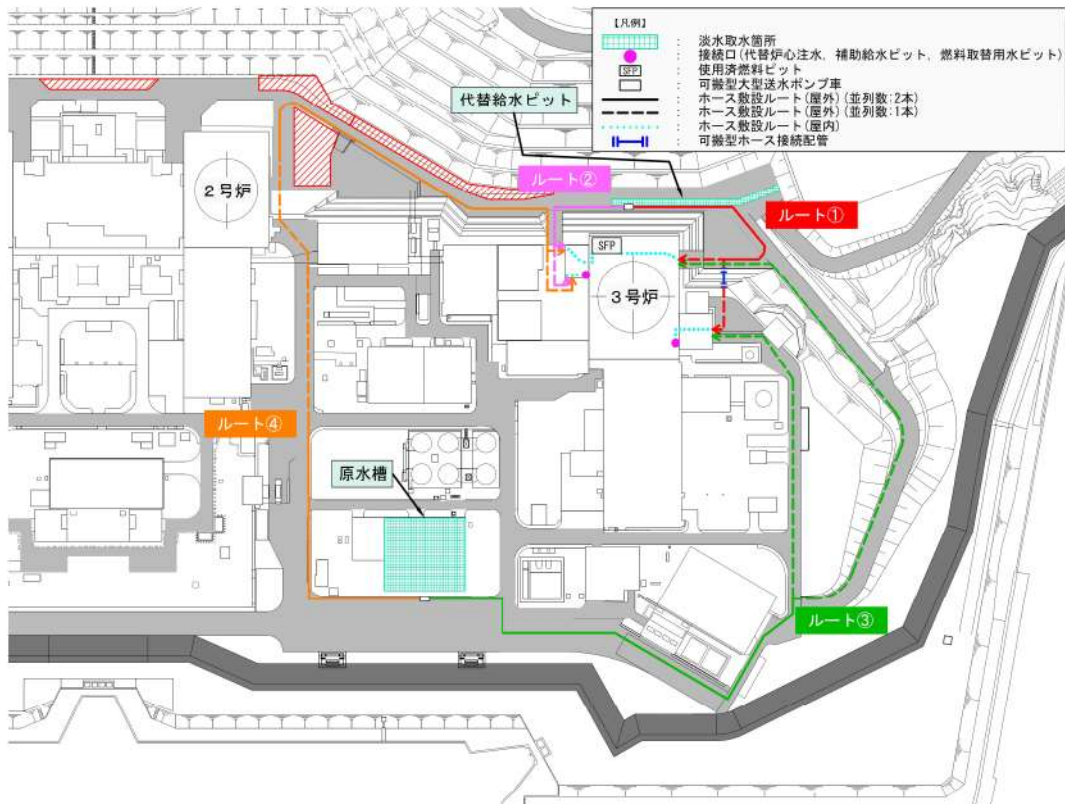 【凡例】
： 淡水取水箇所
： 接続口(代替炉心注水，補助給水ピット，燃料取替用水ピット)
SFP ： 使用済燃料ピット
： 可搬型大型送水ポンプ車
： ホース敷設ルート(屋外)(並列数:2本)
： ホース敷設ルート(屋外)(並列数:1本)
： ホース敷設ルート(屋内)
： 可搬型ホース接続配管
代替給水ピット
ルート②
２号炉
ルート①
SFP
３号炉
ルート④
原水槽
ルート③